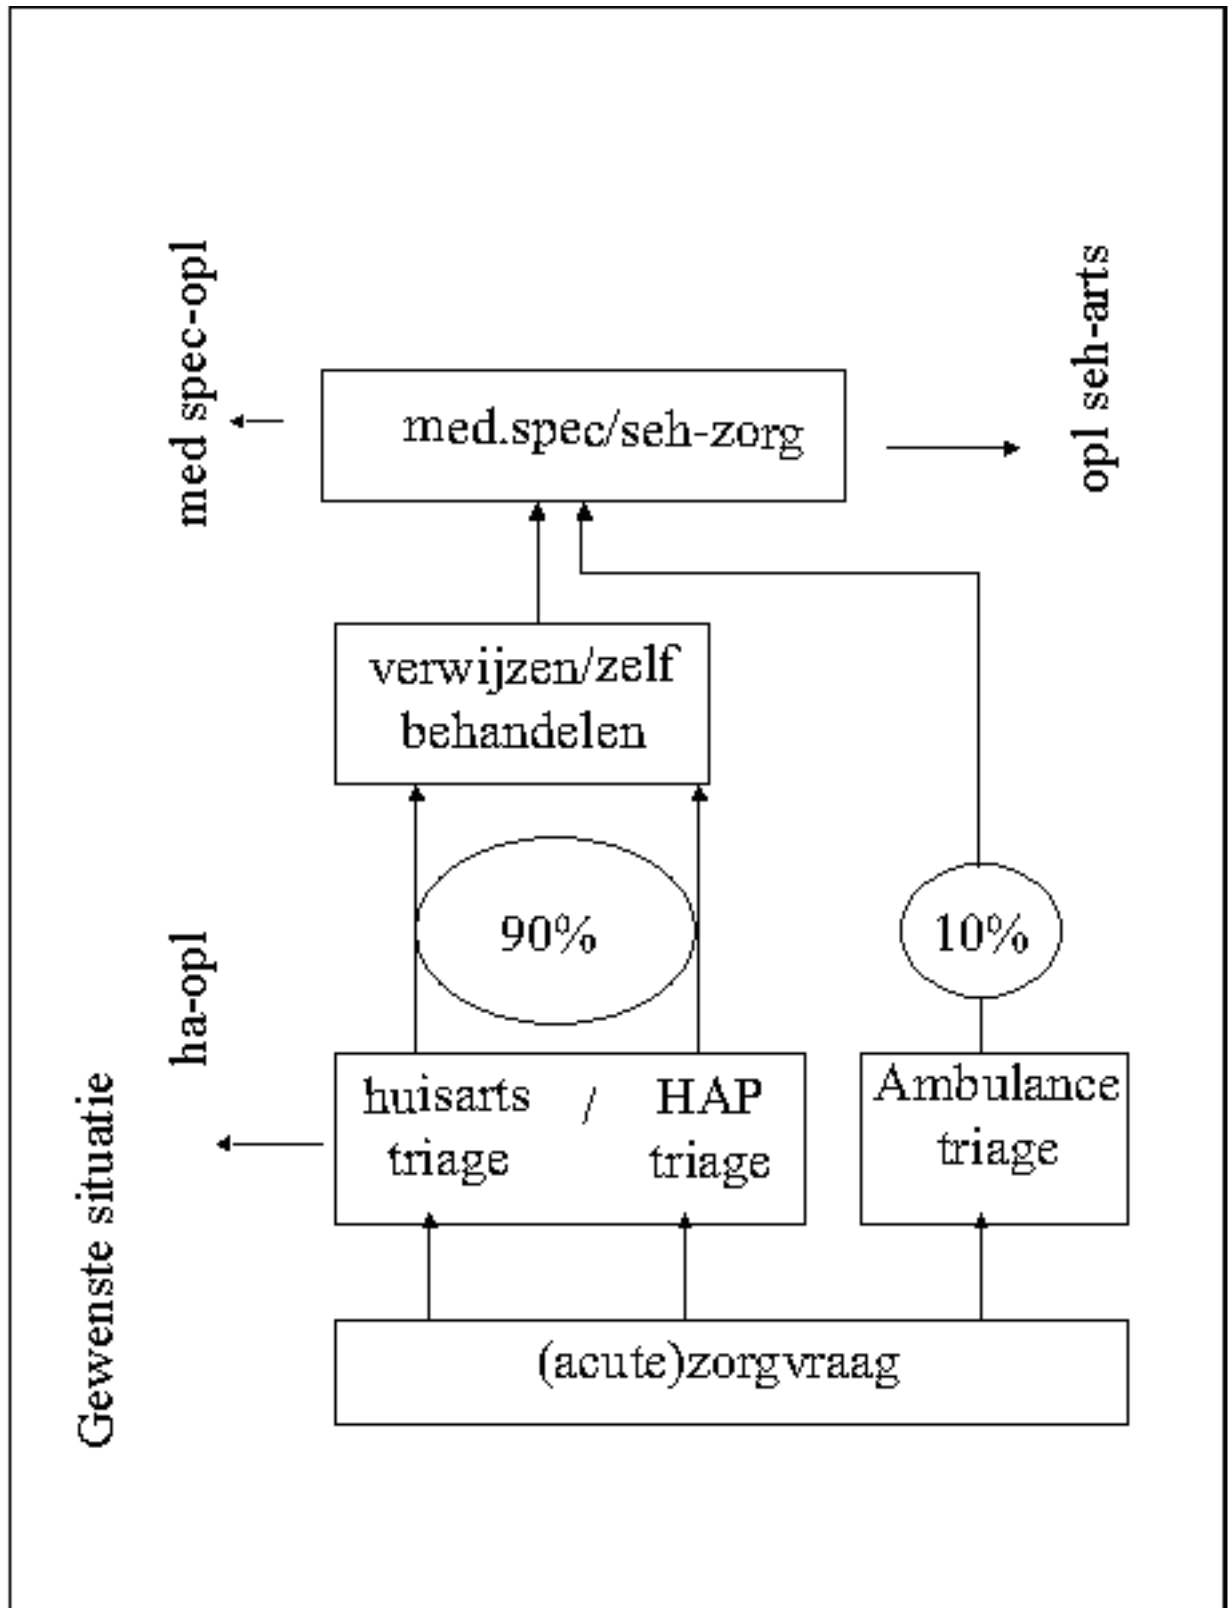 med spec-opl
opl seh-arts
med.spec/seh-zorg
verwijzen/zelf
behandelen
90%
10%
ha-opl
Gewenste situatie
huisarts / HAP
triage triage
Ambulance
triage
(acute)zorgvraag